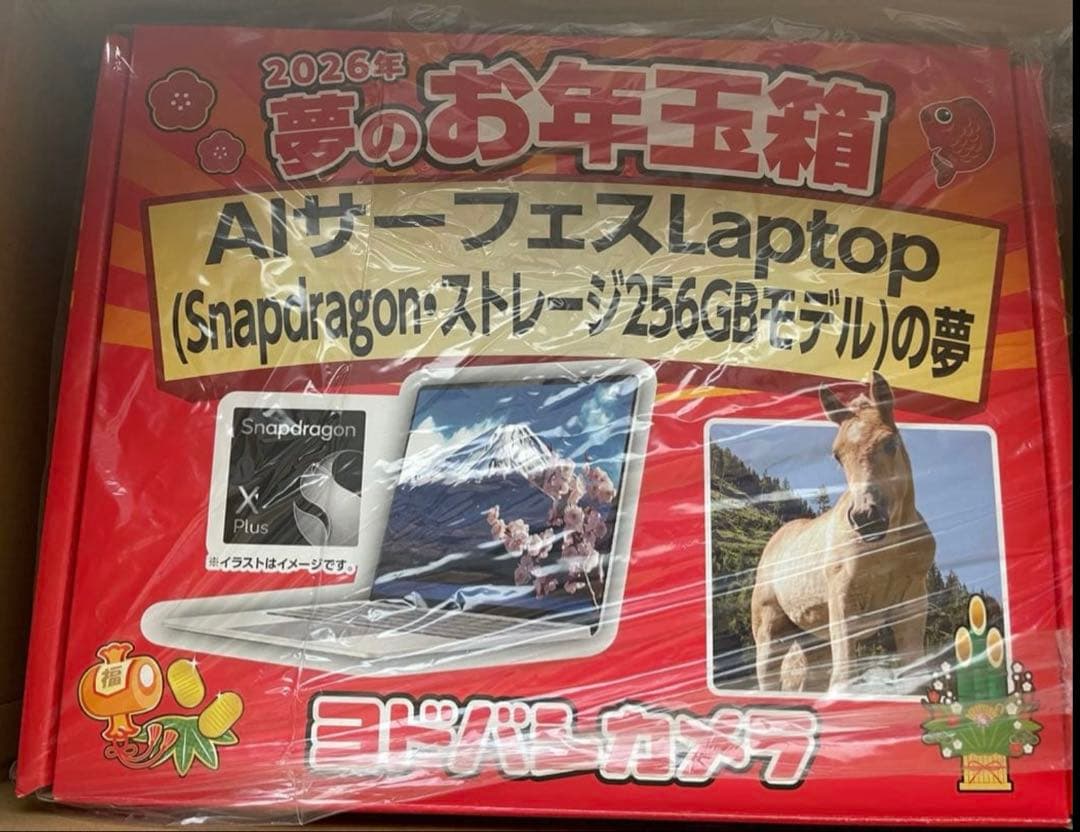 2026年
夢のお年玉箱
AIサーフェスLaptop
(Snapdragon・ストレージ256GBモデル)の夢
Snapdragon
X
Plus
※イラストはイメージです。
福
ヨドバシカメラ